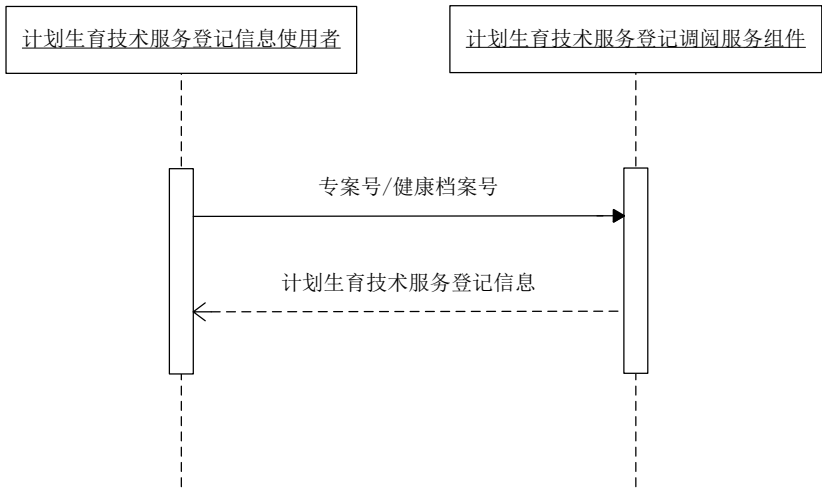 计划生育技术服务登记信息使用者
计划生育技术服务登记调阅服务组件
专案号/健康档案号
计划生育技术服务登记信息